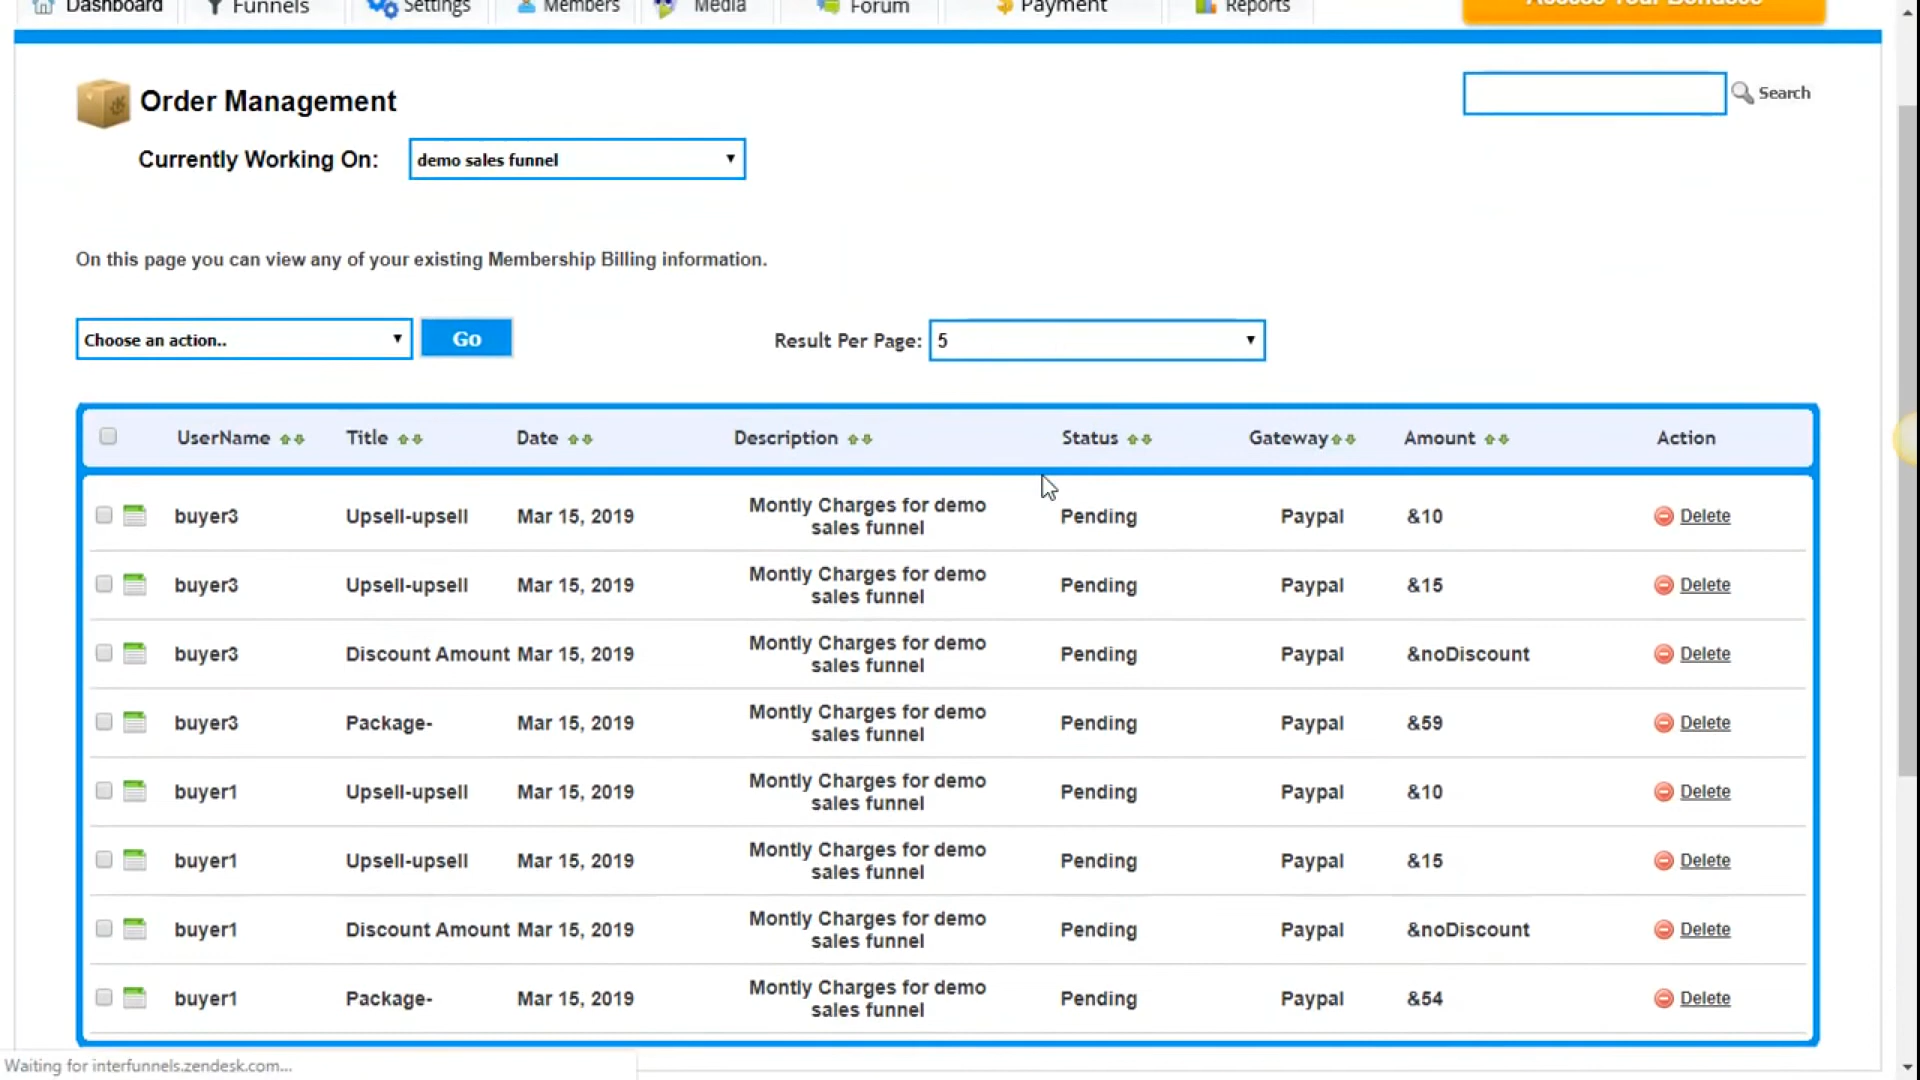 Dashboard Funnels Settings Members Media Forum Payment Reports Access Your Bonuses
Order Management
Search
Currently Working On: demo sales funnel
On this page you can view any of your existing Membership Billing information.
Choose an action.. Go Result Per Page: 5
UserName Title Date Description Status Gateway Amount Action
buyer3 Upsell-upsell Mar 15, 2019 Montly Charges for demo sales funnel Pending Paypal &10 Delete
buyer3 Upsell-upsell Mar 15, 2019 Montly Charges for demo sales funnel Pending Paypal &15 Delete
buyer3 Discount Amount Mar 15, 2019 Montly Charges for demo sales funnel Pending Paypal &noDiscount Delete
buyer3 Package- Mar 15, 2019 Montly Charges for demo sales funnel Pending Paypal &59 Delete
buyer1 Upsell-upsell Mar 15, 2019 Montly Charges for demo sales funnel Pending Paypal &10 Delete
buyer1 Upsell-upsell Mar 15, 2019 Montly Charges for demo sales funnel Pending Paypal &15 Delete
buyer1 Discount Amount Mar 15, 2019 Montly Charges for demo sales funnel Pending Paypal &noDiscount Delete
buyer1 Package- Mar 15, 2019 Montly Charges for demo sales funnel Pending Paypal &54 Delete
Waiting for interfunnels.zendesk.com...